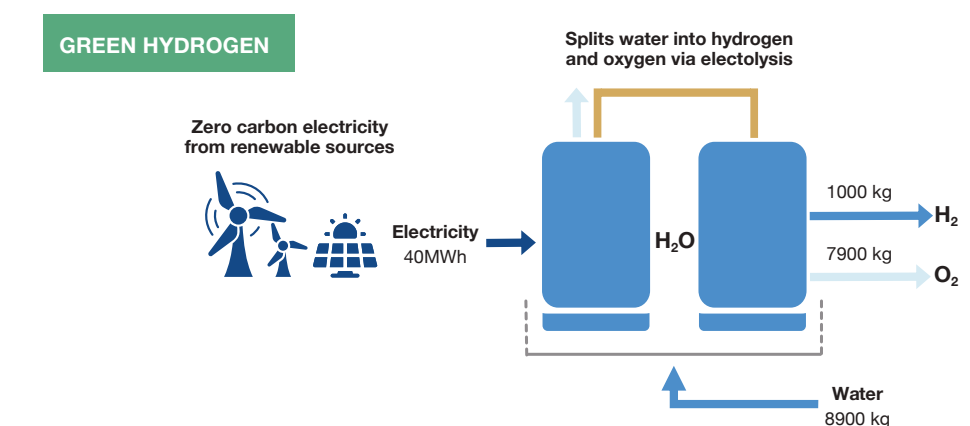 GREEN HYDROGEN
Splits water into hydrogen
and oxygen via electolysis
Zero carbon electricity
from renewable sources
Electricity
40MWh
H₂O
1000 kg
H₂
7900 kg
O₂
Water
8900 kg